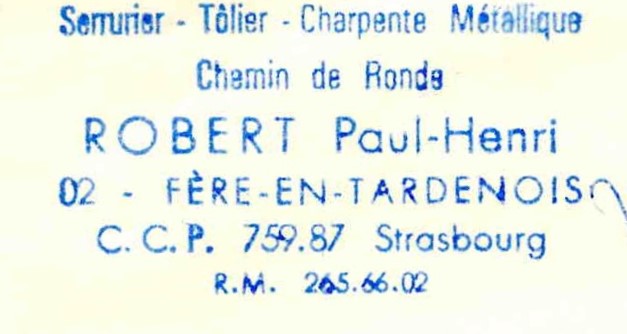 Serrurier - Tôlier - Charpente Métallique
Chemin de Ronde
ROBERT Paul-Henri
02 - FÈRE-EN-TARDENOIS
C. C. P. 759.87 Strasbourg
R.M. 265.66.02